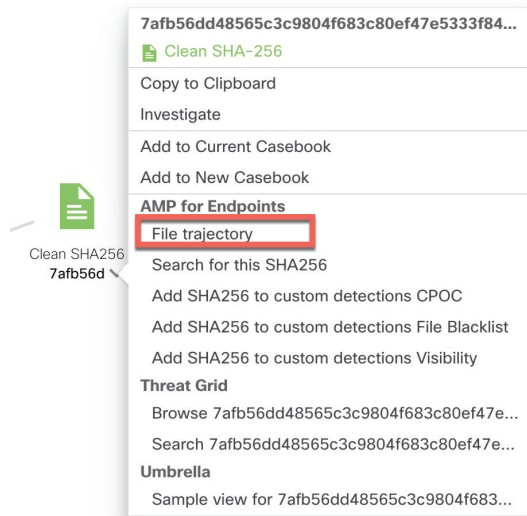 7afb56dd48565c3c9804f683c80ef47e5333f84...
Clean SHA-256
Copy to Clipboard
Investigate
Add to Current Casebook
Add to New Casebook
AMP for Endpoints
File trajectory
Search for this SHA256
Add SHA256 to custom detections CPOC
Add SHA256 to custom detections File Blacklist
Add SHA256 to custom detections Visibility
Threat Grid
Browse 7afb56dd48565c3c9804f683c80ef47e...
Search 7afb56dd48565c3c9804f683c80ef47e...
Umbrella
Sample view for 7afb56dd48565c3c9804f683...
Clean SHA256
7afb56d